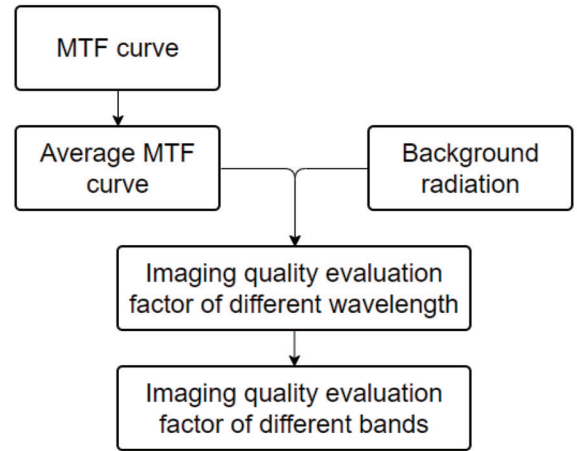 MTF curve
Average MTF
curve
Background
radiation
Imaging quality evaluation
factor of different wavelength
Imaging quality evaluation
factor of different bands